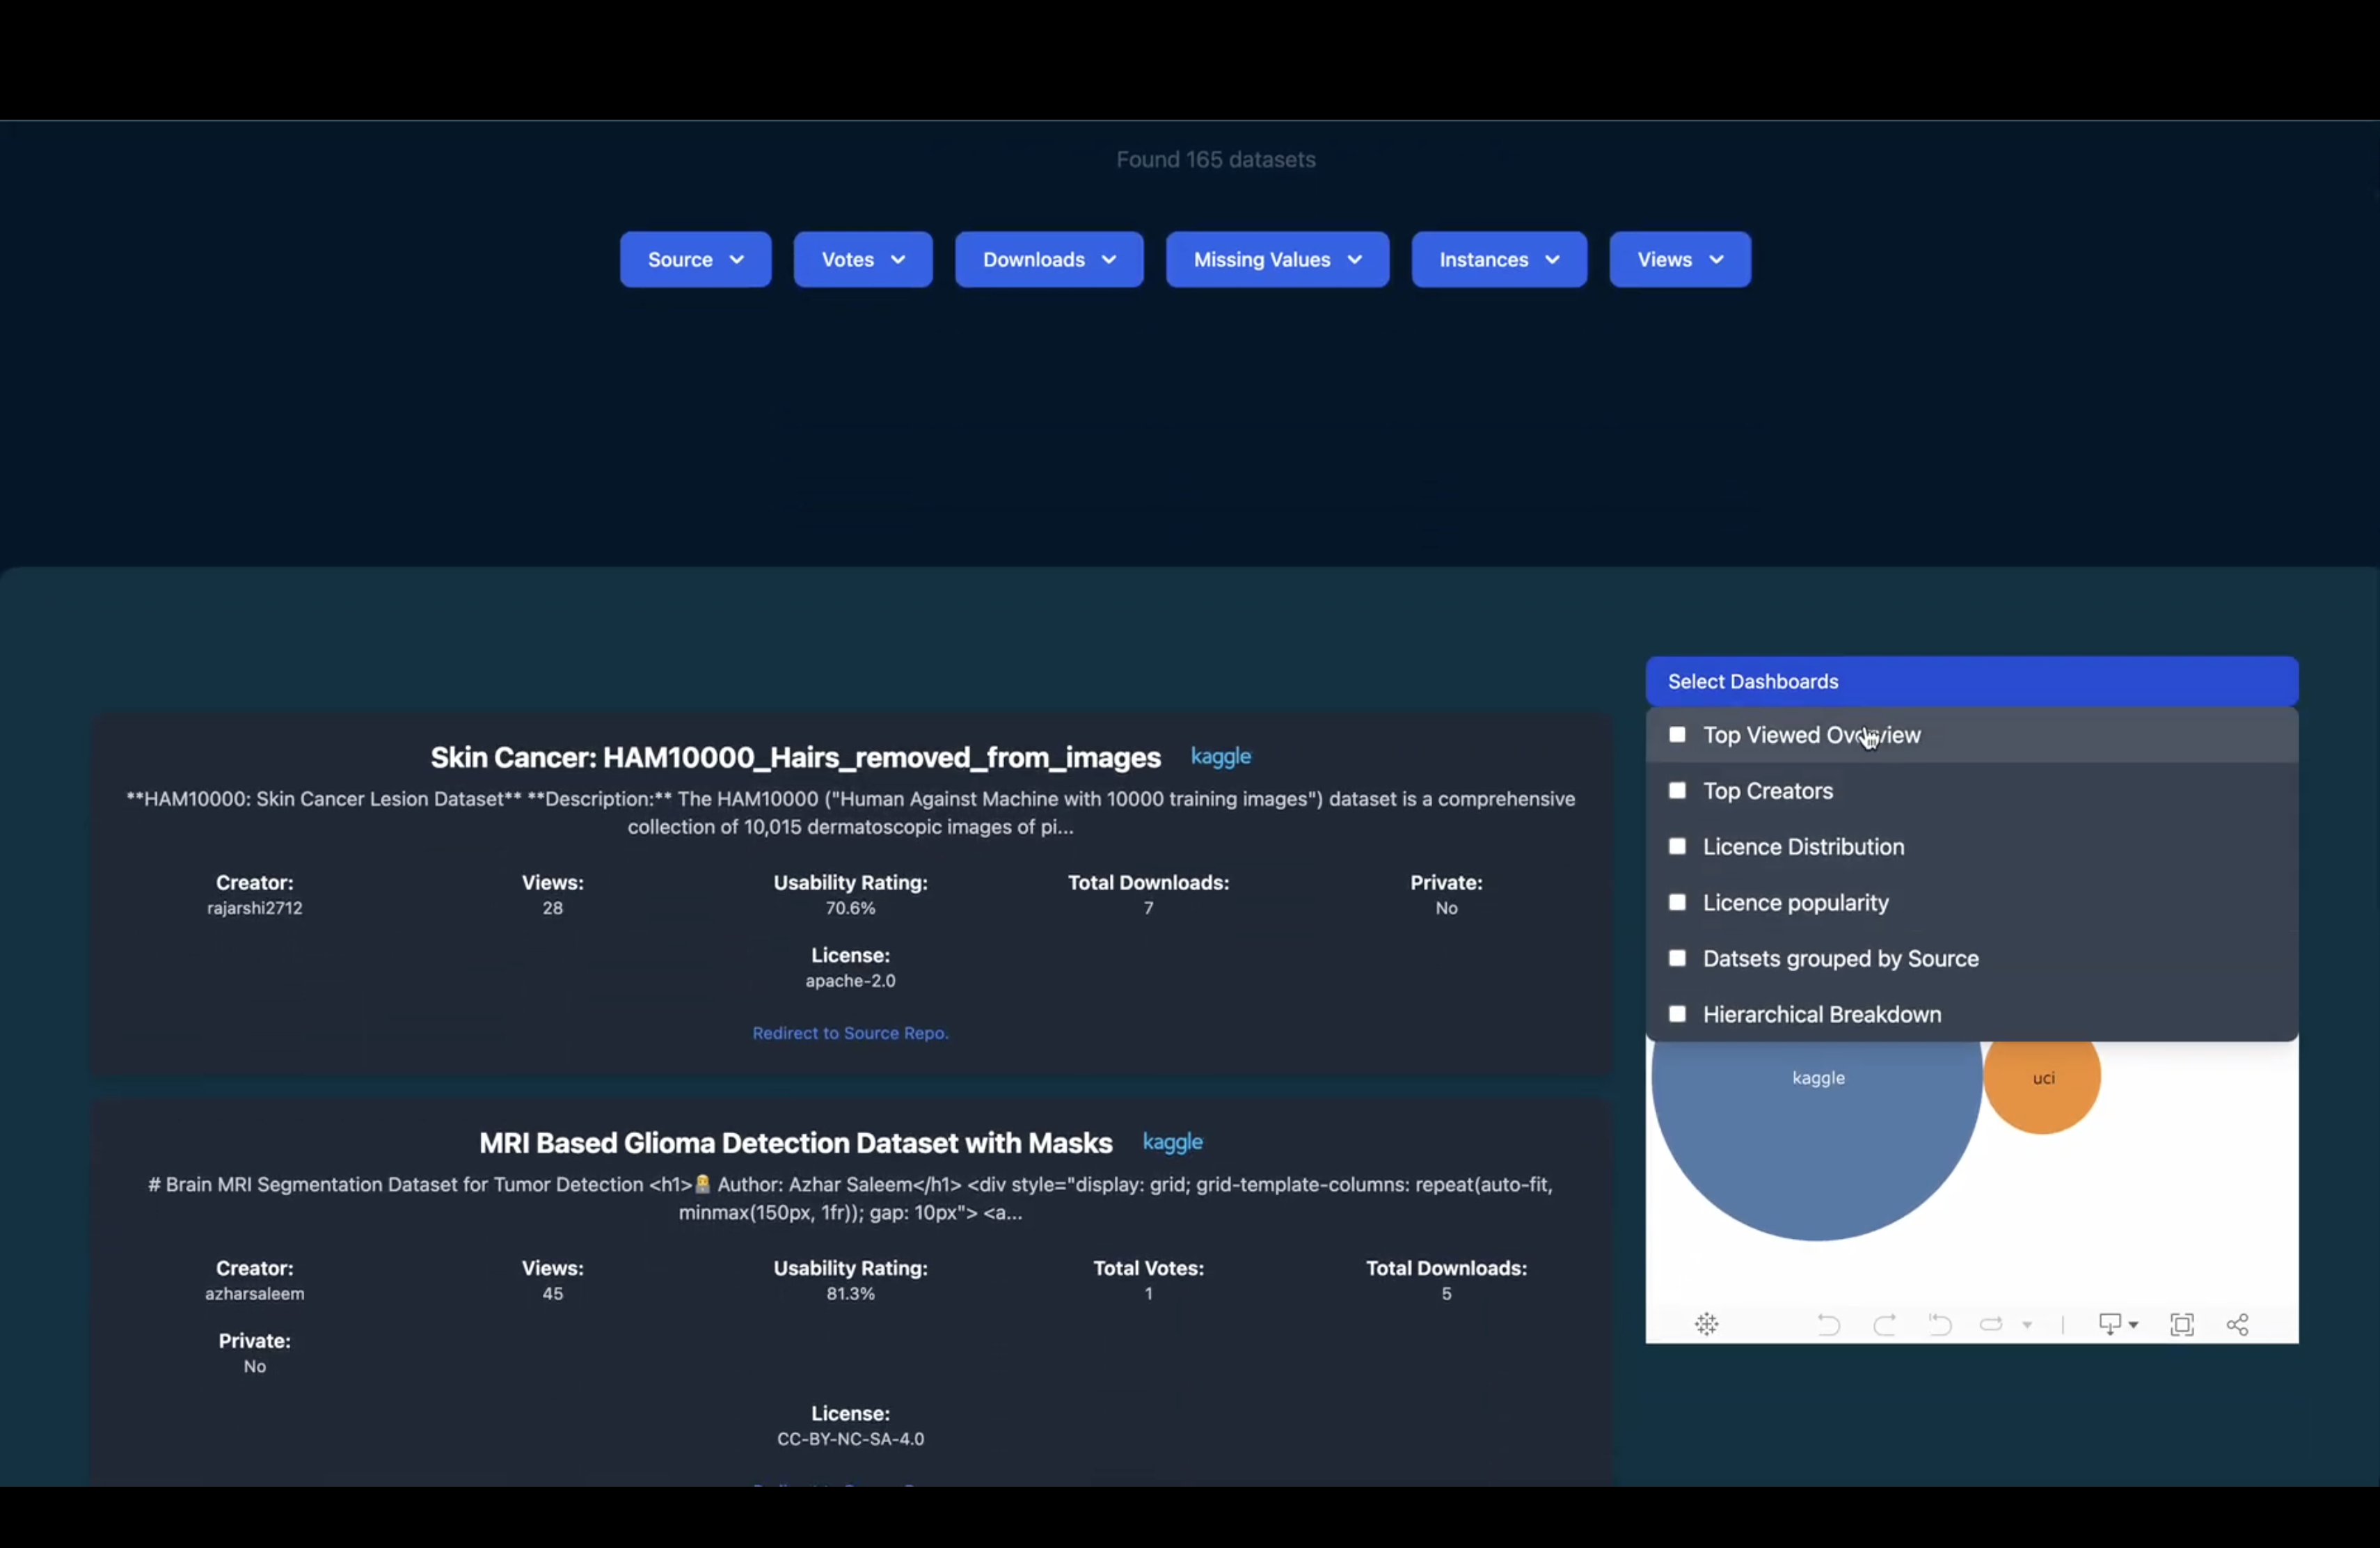 Found 165 datasets
Source
Votes
Downloads
Missing Values
Instances
Views
Skin Cancer: HAM10000_Hairs_removed_from_images kaggle
**HAM10000: Skin Cancer Lesion Dataset** **Description:** The HAM10000 ("Human Against Machine with 10000 training images") dataset is a comprehensive
collection of 10,015 dermatoscopic images of pi...
Creator:
rajarshi2712
Views:
28
Usability Rating:
70.6%
Total Downloads:
7
Private:
No
License:
apache-2.0
Redirect to Source Repo.
MRI Based Glioma Detection Dataset with Masks kaggle
# Brain MRI Segmentation Dataset for Tumor Detection <h1>👨‍💻 Author: Azhar Saleem</h1> <div style="display: grid; grid-template-columns: repeat(auto-fit,
minmax(150px, 1fr)); gap: 10px"> <a...
Creator:
azharsaleem
Views:
45
Usability Rating:
81.3%
Total Votes:
1
Total Downloads:
5
Private:
No
License:
CC-BY-NC-SA-4.0
Select Dashboards
Top Viewed Overview
Top Creators
Licence Distribution
Licence popularity
Datsets grouped by Source
Hierarchical Breakdown
kaggle
uci